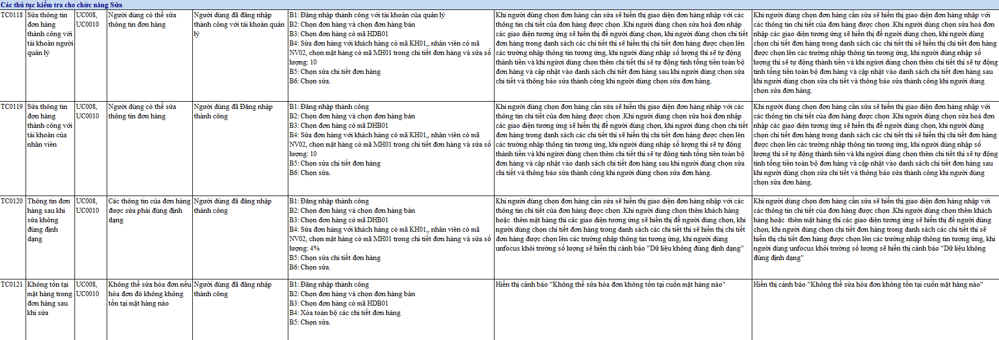 Các thủ tục kiểm tra cho chức năng Sửa
TC0118
Sửa thông tin
đơn hàng
thành công với
tài khoản người
quản lý
UC008,
UC0010
Người dùng có thể sửa
thông tin đơn hàng
Người dùng đã đăng nhập
thành công với tài khoản quản
lý
B1: Đăng nhập thành công với tài khoản của quản lý
B2: Chọn đơn hàng và chọn đơn hàng bán
B3: Chọn đơn hàng có mã HDB01
B4: Sửa đơn hàng với khách hàng có mã KH01,, nhân viên có mã
NV02, chọn mặt hàng có mã MH01 trong chi tiết đơn hàng và sửa số
lượng: 10
B5: Chọn sửa chi tiết đơn hàng
B6: Chọn sửa.
Khi người dùng chọn đơn hàng cần sửa sẽ hiển thị giao diện đơn hàng nhập với các
thông tin chi tiết của đơn hàng được chọn .Khi người dùng chọn sửa hoá đơn nhập
các giao diện tương ứng sẽ hiển thị để người dùng chọn, khi người dùng chọn chi tiết
đơn hàng trong danh sách các chi tiết thì sẽ hiển thị chi tiết đơn hàng được chọn lên
các trường nhập thông tin tương ứng, khi người dùng nhập số lượng thì sẽ tự động
thành tiền và khi người dùng chọn thêm chi tiết thì sẽ tự động tính tổng tiền toàn bộ
đơn hàng và cập nhật vào danh sách chi tiết đơn hàng sau khi người dùng chọn sửa
chi tiết và thông báo sửa thành công khi người dùng chọn sửa đơn hàng.
Khi người dùng chọn đơn hàng cần sửa sẽ hiển thị giao diện đơn hàng nhập với
các thông tin chi tiết của đơn hàng được chọn .Khi người dùng chọn sửa hoá đơn
nhập các giao diện tương ứng sẽ hiển thị để người dùng chọn, khi người dùng
chọn chi tiết đơn hàng trong danh sách các chi tiết thì sẽ hiển thị chi tiết đơn hàng
được chọn lên các trường nhập thông tin tương ứng, khi người dùng nhập số
lượng thì sẽ tự động thành tiền và khi người dùng chọn thêm chi tiết thì sẽ tự động
tính tổng tiền toàn bộ đơn hàng và cập nhật vào danh sách chi tiết đơn hàng sau
khi người dùng chọn sửa chi tiết và thông báo sửa thành công khi người dùng
chọn sửa đơn hàng.
TC0119
Sửa thông tin
đơn hàng
thành công với
tài khoản của
nhân viên
UC008,
UC0010
Người dùng có thể sửa
thông tin đơn hàng
Người dùng đã Đăng nhập
thành công
B1: Đăng nhập thành công
B2: Chọn đơn hàng và chọn đơn hàng bán
B3: Chọn đơn hàng có mã DHB01
B4: Sửa đơn hàng với khách hàng có mã KH01,, nhân viên có mã
NV02, chọn mặt hàng có mã MH01 trong chi tiết đơn hàng và sửa số
lượng: 10
B5: Chọn sửa chi tiết đơn hàng
B6: Chọn sửa.
Khi người dùng chọn đơn hàng cần sửa sẽ hiển thị giao diện đơn hàng nhập với các
thông tin chi tiết của đơn hàng được chọn .Khi người dùng chọn sửa hoá đơn nhập
các giao diện tương ứng sẽ hiển thị để người dùng chọn, khi người dùng chọn chi tiết
đơn hàng trong danh sách các chi tiết thì sẽ hiển thị chi tiết đơn hàng được chọn lên
các trường nhập thông tin tương ứng, khi người dùng nhập số lượng thì sẽ tự động
thành tiền và khi người dùng chọn thêm chi tiết thì sẽ tự động tính tổng tiền toàn bộ
đơn hàng và cập nhật vào danh sách chi tiết đơn hàng sau khi người dùng chọn sửa
chi tiết và thông báo sửa thành công khi người dùng chọn sửa đơn hàng.
Khi người dùng chọn đơn hàng cần sửa sẽ hiển thị giao diện đơn hàng nhập với
các thông tin chi tiết của đơn hàng được chọn .Khi người dùng chọn sửa hoá đơn
nhập các giao diện tương ứng sẽ hiển thị để người dùng chọn, khi người dùng
chọn chi tiết đơn hàng trong danh sách các chi tiết thì sẽ hiển thị chi tiết đơn hàng
được chọn lên các trường nhập thông tin tương ứng, khi người dùng nhập số
lượng thì sẽ tự động thành tiền và khi người dùng chọn thêm chi tiết thì sẽ tự động
tính tổng tiền toàn bộ đơn hàng và cập nhật vào danh sách chi tiết đơn hàng sau
khi người dùng chọn sửa chi tiết và thông báo sửa thành công khi người dùng
chọn sửa đơn hàng.
TC0120
Thông tin đơn
hàng sau khi
sửa không
đúng định
dạng
UC008,
UC0010
Các thông tin của đơn hàng
được sửa phải đúng định
dạng
Người dùng đã đăng nhập
thành công
B1: Đăng nhập thành công
B2: Chọn đơn hàng và chọn đơn hàng bán
B3: Chọn đơn hàng có mã DHB01
B4: Sửa đơn hàng với khách hàng có mã KH01,, nhân viên có mã
NV02, chọn mặt hàng có mã MH01 trong chi tiết đơn hàng và sửa số
lượng: 4%
B5: Chọn sửa chi tiết đơn hàng
B6: Chọn sửa.
Khi người dùng chọn đơn hàng cần sửa sẽ hiển thị giao diện đơn hàng nhập với các
thông tin chi tiết của đơn hàng được chọn .Khi người dùng chọn thêm khách hàng
hoặc  thêm mặt hàng thì các giao diện tương ứng sẽ hiển thị để người dùng chọn, khi
người dùng chọn chi tiết đơn hàng trong danh sách các chi tiết thì sẽ hiển thị chi tiết
đơn hàng được chọn lên các trường nhập thông tin tương ứng, khi người dùng
unfocus khỏi trường số lượng sẽ hiển thị cảnh báo "Dữ liệu không đúng định dạng"
Khi người dùng chọn đơn hàng cần sửa sẽ hiển thị giao diện đơn hàng nhập với
các thông tin chi tiết của đơn hàng được chọn .Khi người dùng chọn thêm khách
hàng hoặc  thêm mặt hàng thì các giao diện tương ứng sẽ hiển thị để người dùng
chọn, khi người dùng chọn chi tiết đơn hàng trong danh sách các chi tiết thì sẽ
hiển thị chi tiết đơn hàng được chọn lên các trường nhập thông tin tương ứng, khi
người dùng unfocus khỏi trường số lượng sẽ hiển thị cảnh báo "Dữ liệu không
đúng định dạng"
TC0121
Không tồn tại
mặt hàng trong
đơn hàng sau
khi sửa
UC008,
UC0010
Không thể sửa hóa đơn nếu
hóa đơn đó không không
tồn tại mặt hàng nào
Người dùng đã đăng nhập
thành công
B1: Đăng nhập thành công
B2: Chọn đơn hàng và chọn đơn hàng bán
B3: Chọn đơn hàng có mã HDB01
B4: Xóa toàn bộ các chi tiết đơn hàng
B5: Chọn sửa.
Hiển thị cảnh báo "Không thể sửa hóa đơn không tồn tại cuốn mặt hàng nào"
Hiển thị cảnh báo "Không thể sửa hóa đơn không tồn tại cuốn mặt hàng nào"